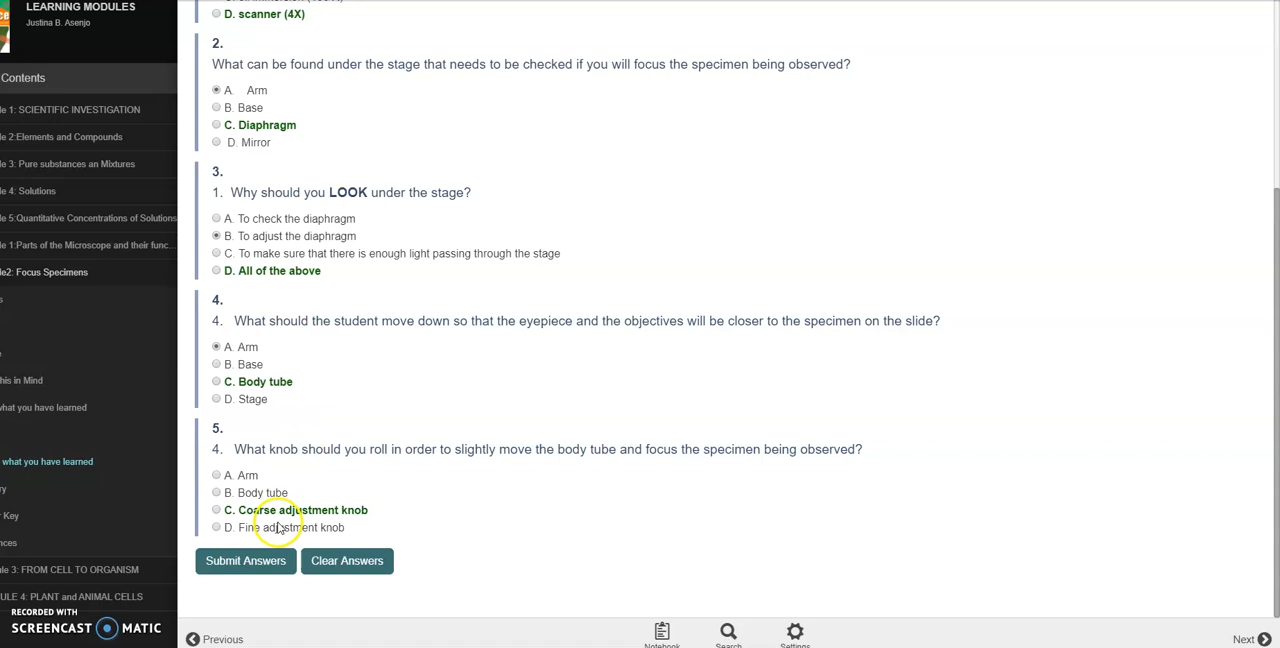 LEARNING MODULES
Justina B. Asenjo
Contents
le 1: SCIENTIFIC INVESTIGATION
le 2:Elements and Compounds
le 3: Pure substances an Mixtures
le 4: Solutions
le 5:Quantitative Concentrations of Solutions
le 1:Parts of the Microscope and their func...
le2: Focus Specimens
s
e
his in Mind
what you have learned
what you have learned
ry
r Key
nces
ule 3: FROM CELL TO ORGANISM
ULE 4: PLANT and ANIMAL CELLS
RECORDED WITH
SCREENCAST MATIC
D. scanner (4X)
2.
What can be found under the stage that needs to be checked if you will focus the specimen being observed?
A. Arm
B. Base
C. Diaphragm
D. Mirror
3.
1. Why should you LOOK under the stage?
A. To check the diaphragm
B. To adjust the diaphragm
C. To make sure that there is enough light passing through the stage
D. All of the above
4.
4. What should the student move down so that the eyepiece and the objectives will be closer to the specimen on the slide?
A. Arm
B. Base
C. Body tube
D. Stage
5.
4. What knob should you roll in order to slightly move the body tube and focus the specimen being observed?
A. Arm
B. Body tube
C. Coarse adjustment knob
D. Fine adjustment knob
Submit Answers
Clear Answers
Previous
Notebook
Search
Settings
Next